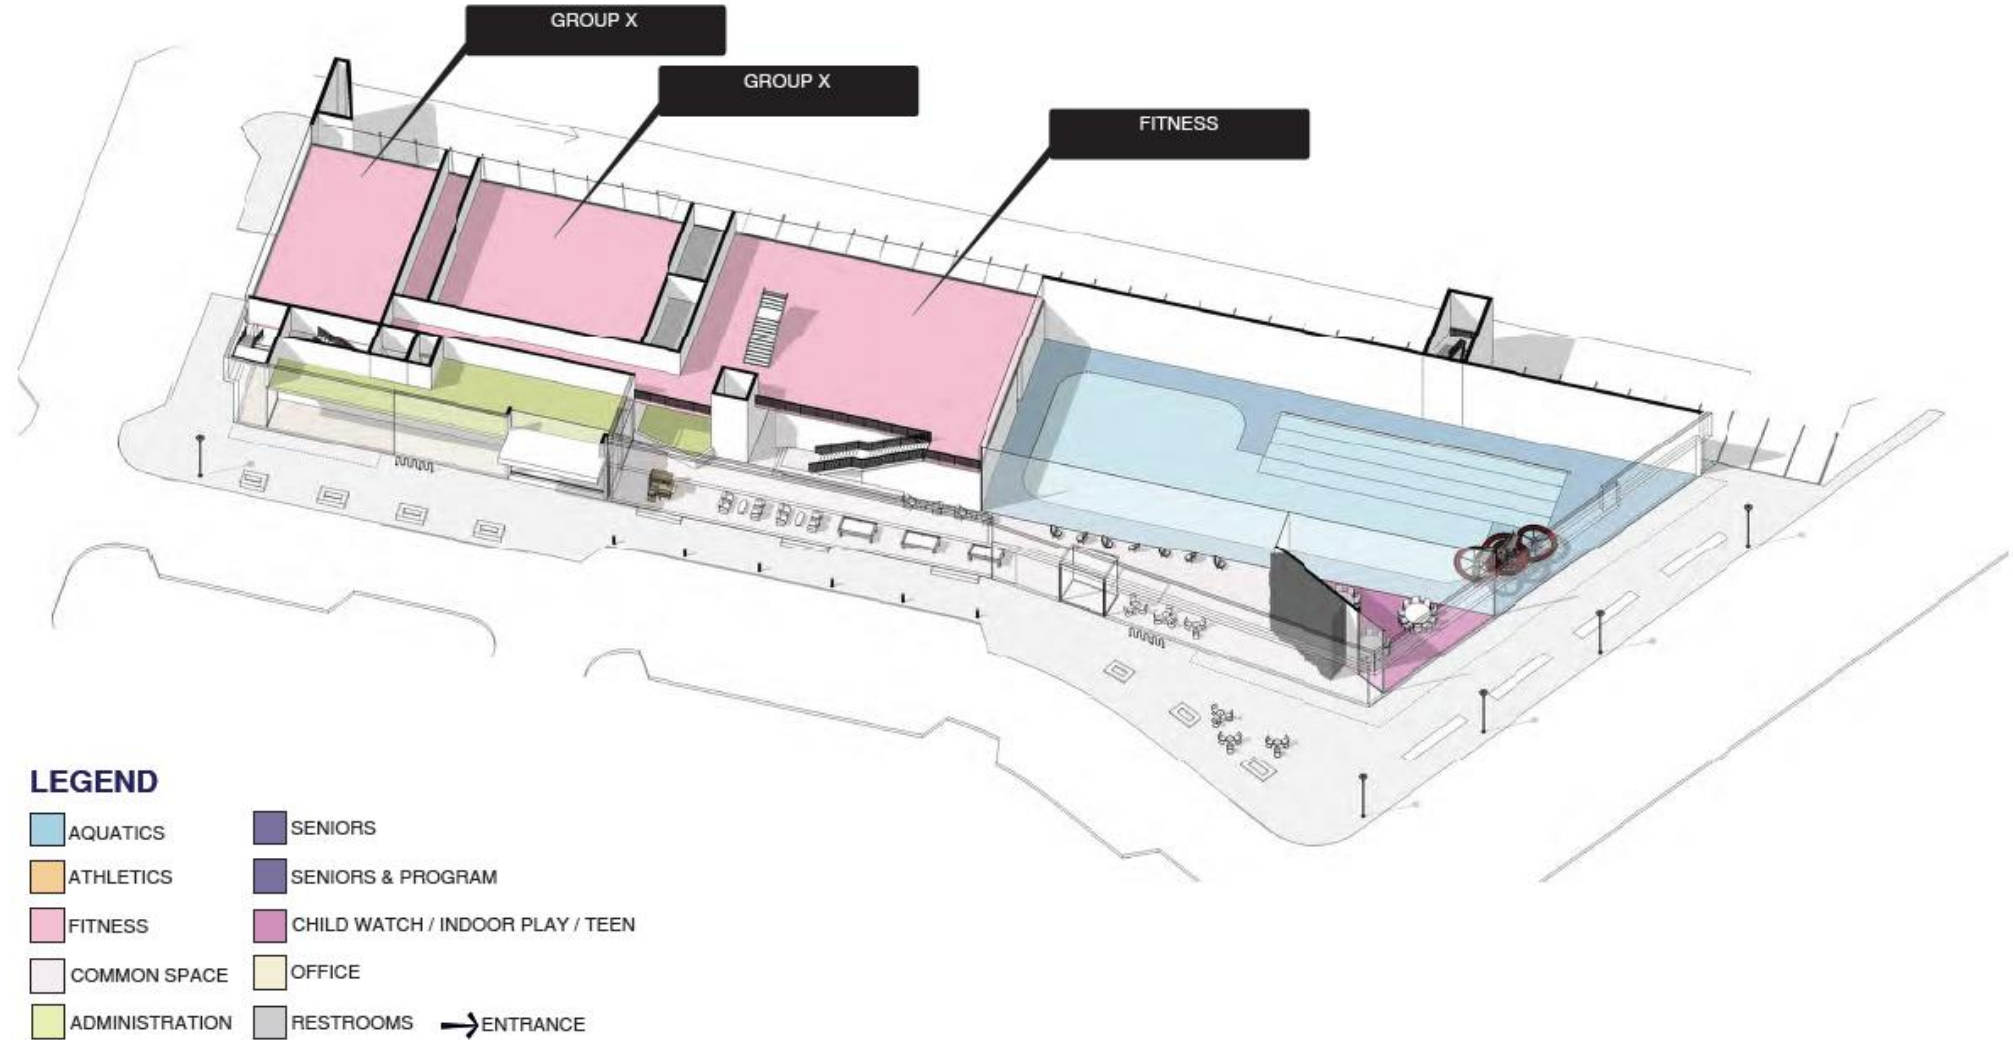 GROUP X
GROUP X
FITNESS
LEGEND
AQUATICS
ATHLETICS
FITNESS
COMMON SPACE
ADMINISTRATION
SENIORS
SENIORS & PROGRAM
CHILD WATCH / INDOOR PLAY / TEEN
OFFICE
RESTROOMS
ENTRANCE